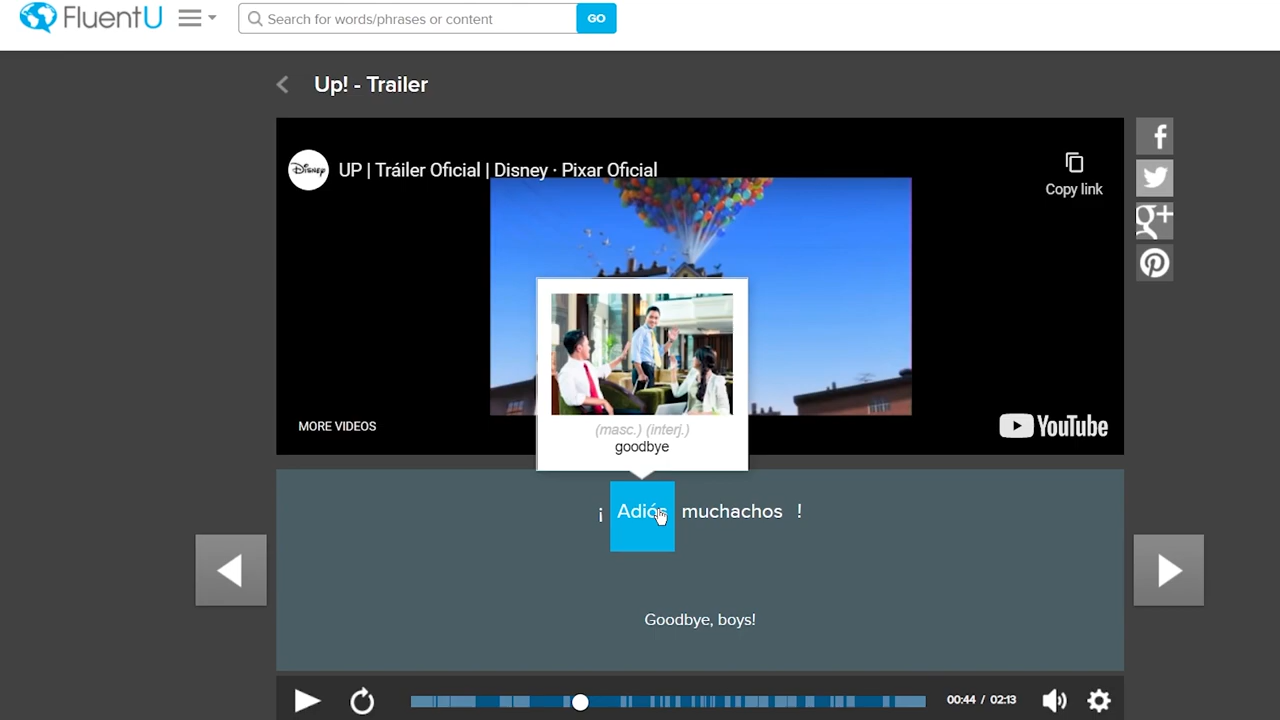 FluentU
Search for words/phrases or content
GO
Up! - Trailer
Disney
UP | Tráiler Oficial | Disney · Pixar Oficial
Copy link
f
g+
MORE VIDEOS
YouTube
(masc.) (interj.)
goodbye
¡ Adiós muchachos !
Goodbye, boys!
00:44 / 02:13